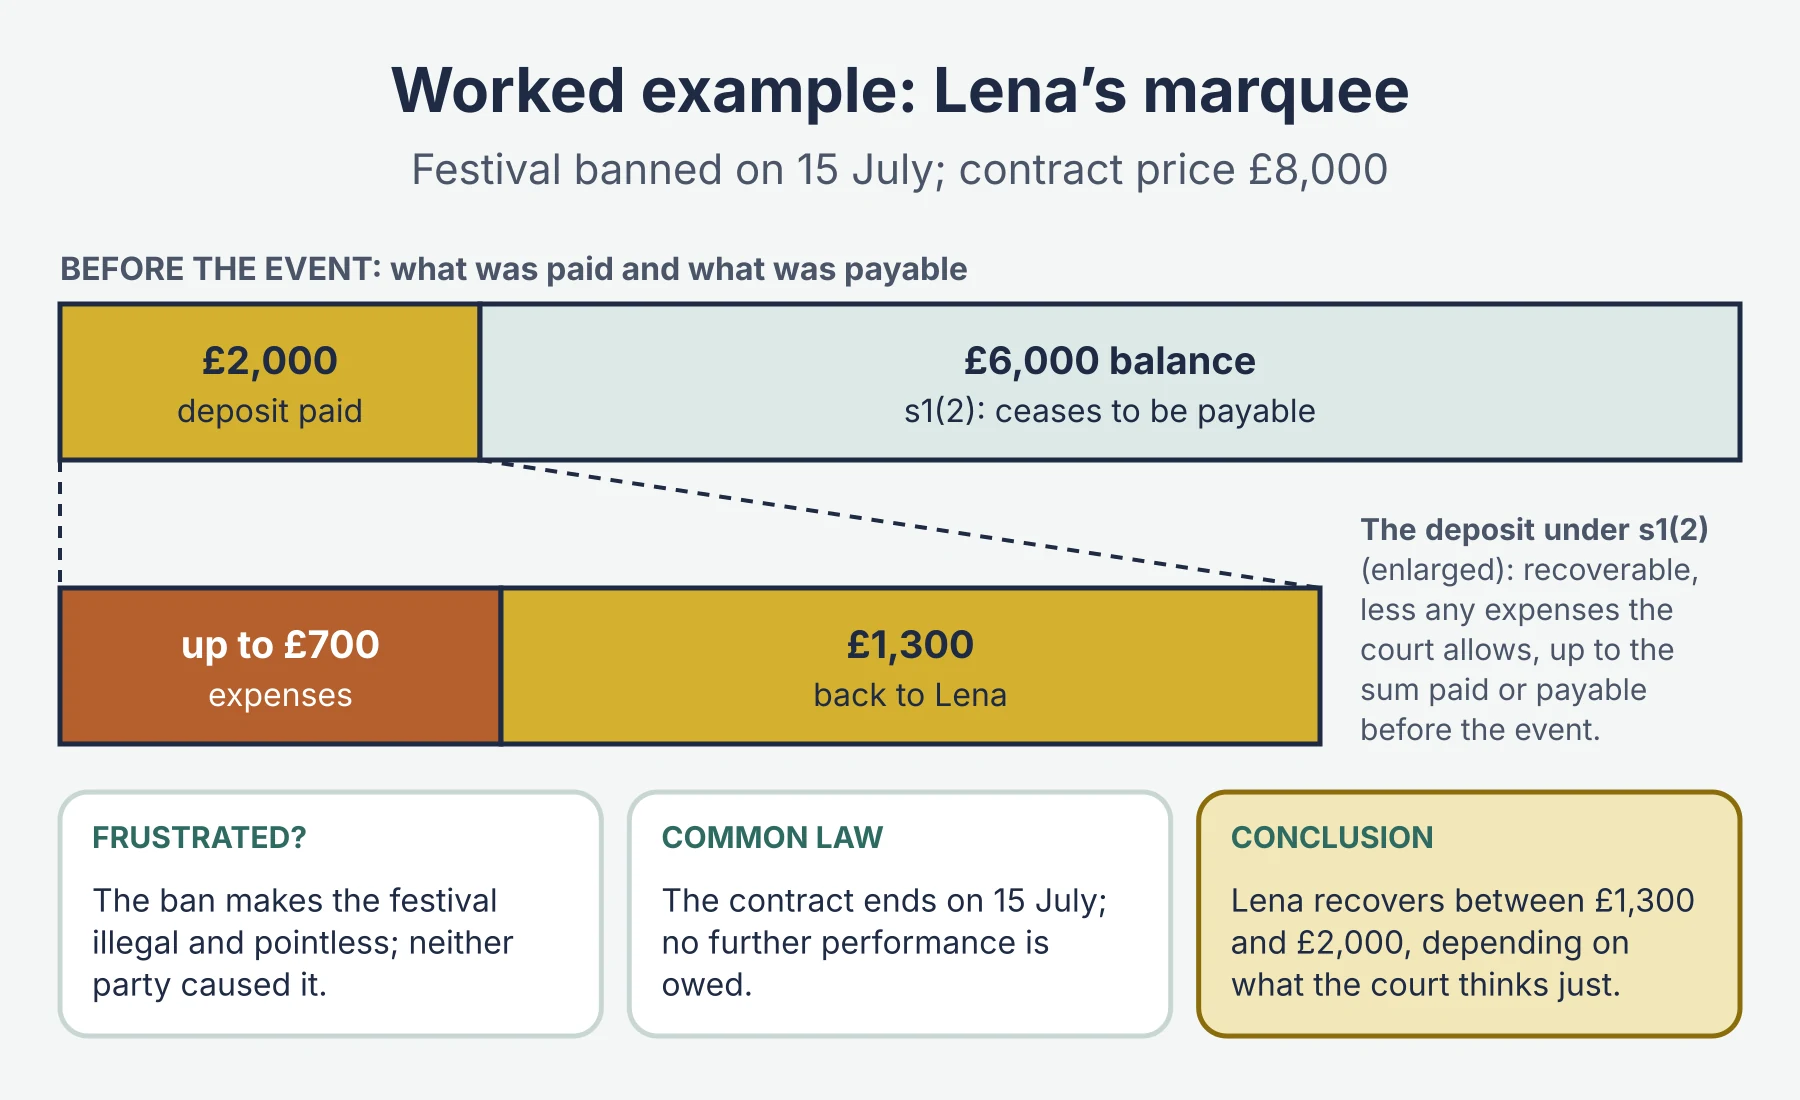 Worked example: Lena’s marquee
Festival banned on 15 July; contract price £8,000
BEFORE THE EVENT: what was paid and what was payable
£2,000
deposit paid
£6,000 balance
s1(2): ceases to be payable
The deposit under s1(2)
(enlarged): recoverable,
less any expenses the
court allows, up to the
sum paid or payable
before the event.
up to £700
expenses
£1,300
back to Lena
FRUSTRATED?
The ban makes the festival
illegal and pointless; neither
party caused it.
COMMON LAW
The contract ends on 15 July;
no further performance is
owed.
CONCLUSION
Lena recovers between £1,300
and £2,000, depending on
what the court thinks just.